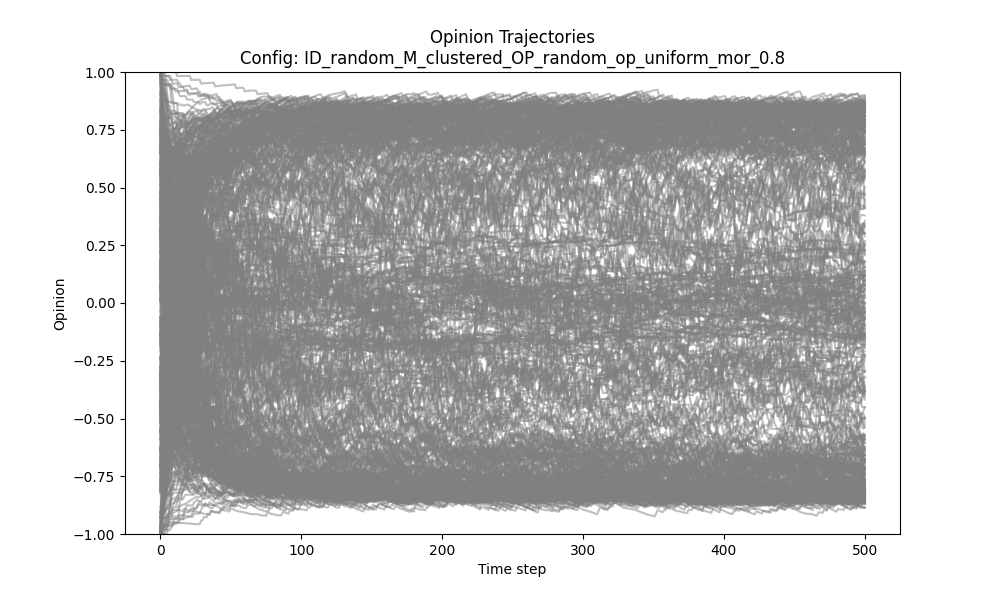 Opinion Trajectories
Config: ID_random_M_clustered_OP_random_op_uniform_mor_0.8
1.00
0.75
0.50
0.25
0.00
−0.25
−0.50
−0.75
−1.00
Opinion
0 100 200 300 400 500
Time step